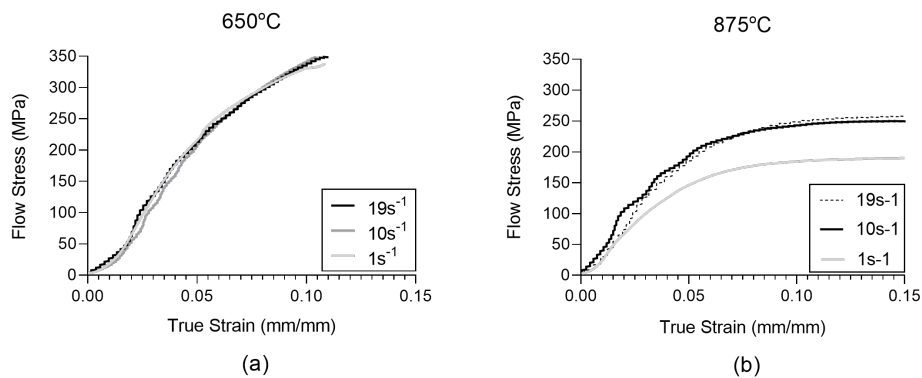 650°C
350
300
250
200
150
100
50
0
Flow Stress (MPa)
19s⁻¹
10s⁻¹
1s⁻¹
0.00 0.05 0.10 0.15
True Strain (mm/mm)
(a)
875°C
350
300
250
200
150
100
50
0
Flow Stress (MPa)
19s-1
10s-1
1s-1
0.00 0.05 0.10 0.15
True Strain (mm/mm)
(b)